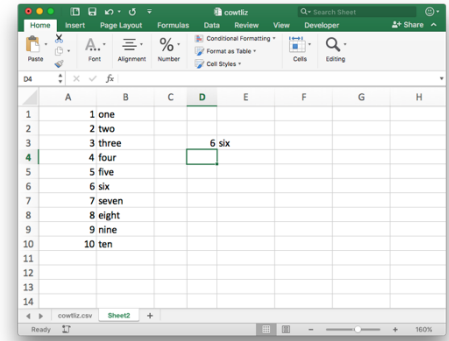 cowtliz
Search Sheet
Home Insert Page Layout Formulas Data Review View Developer Share
Paste
Font
Alignment
Number
Conditional Formatting
Format as Table
Cell Styles
Cells
Editing
D4 fx
A B C D E F G H
1 1 one
2 2 two
3 3 three 6 six
4 4 four
5 5 five
6 6 six
7 7 seven
8 8 eight
9 9 nine
10 10 ten
11
12
13
14
cowtliz.csv Sheet2 +
Ready 160%